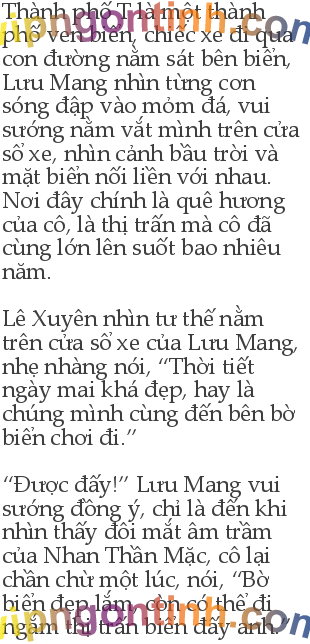 Thành phố T là một thành
phố ven biển, chiếc xe đi qua
con đường nằm sát bên biển,
Lưu Mang nhìn từng cơn
sóng đập vào mỏm đá, vui
sướng nằm vắt mình trên cửa
sổ xe, nhìn cảnh bầu trời và
mặt biển nối liền với nhau.
Nơi đây chính là quê hương
của cô, là thị trấn mà cô đã
cùng lớn lên suốt bao nhiêu
năm.
Lê Xuyên nhìn tư thế nằm
trên cửa sổ xe của Lưu Mang,
nhẹ nhàng nói, “Thời tiết
ngày mai khá đẹp, hay là
chúng mình cùng đến bên bờ
biển chơi đi.”
“Được đấy!” Lưu Mang vui
sướng đồng ý, chỉ là đến khi
nhìn thấy đôi mắt âm trầm
của Nhan Thần Mặc, cô lại
chần chừ một lúc, nói, “Bờ
biển đẹp lắm, còn có thể đi
ngắm thị trấn biển đấy anh.”
vipngontinh.com
vipngontinh.com